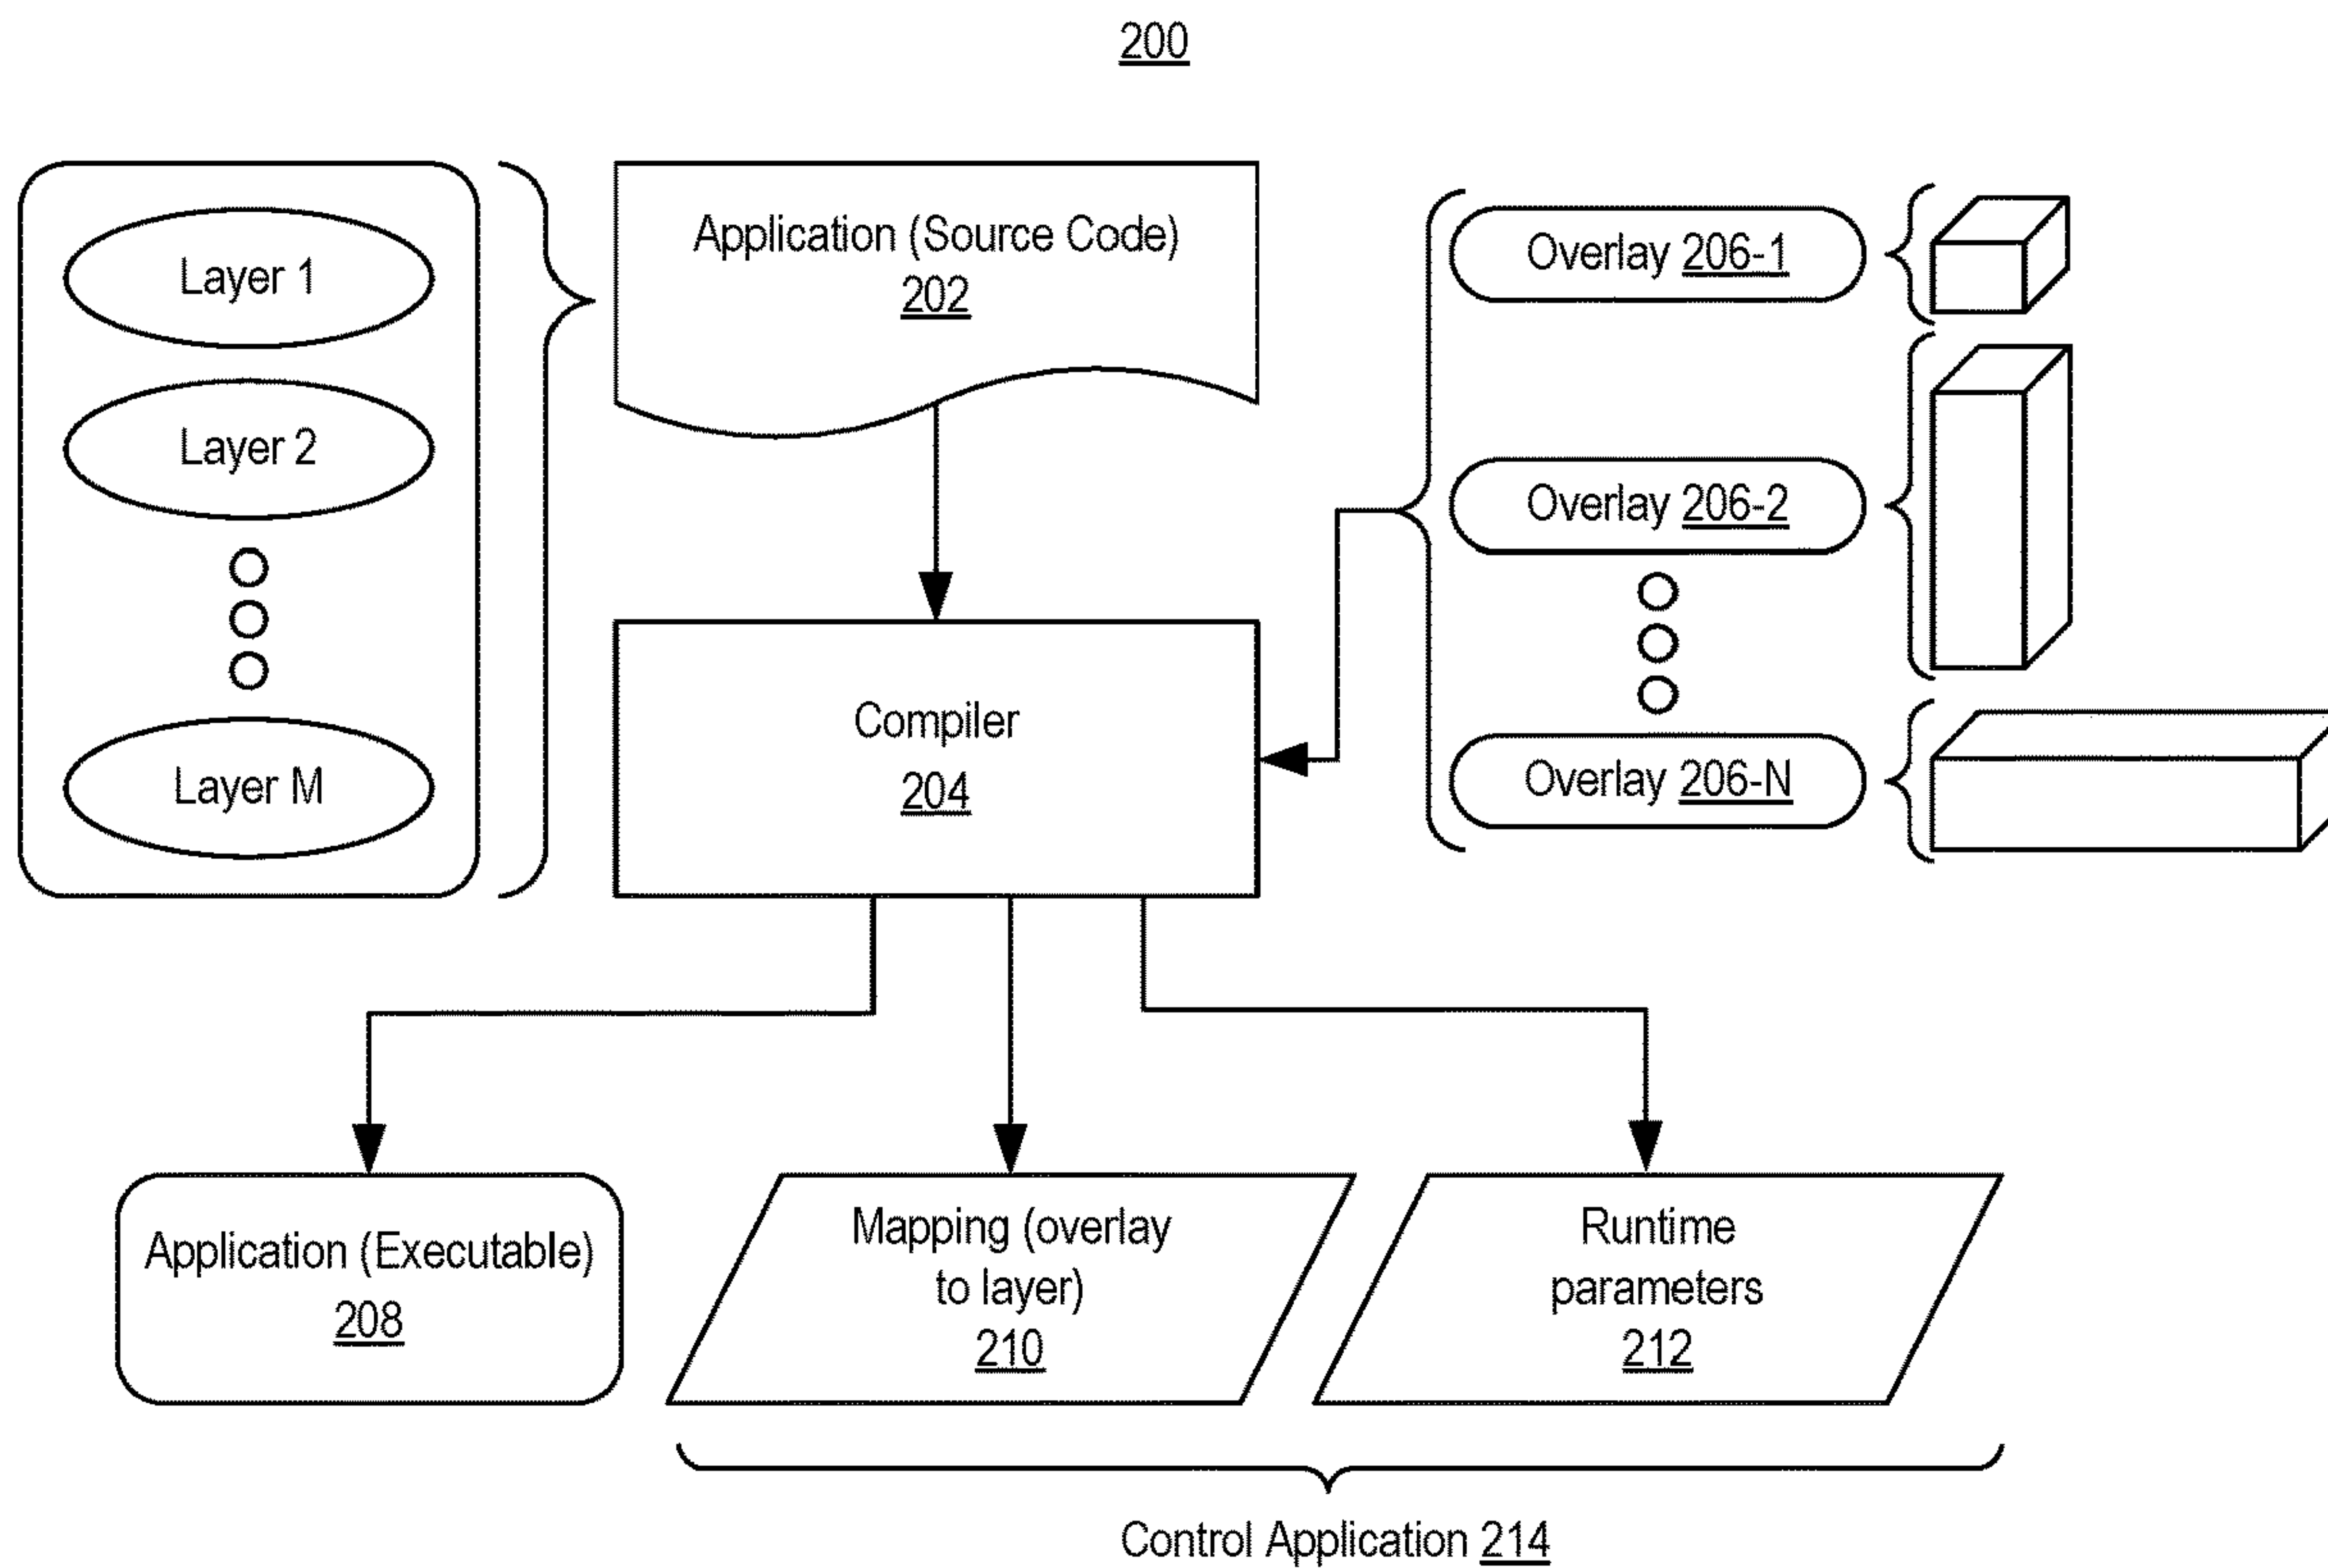 200
Layer 1
Layer 2
Layer M
Application (Source Code)
202
Compiler
204
Overlay 206-1
Overlay 206-2
Overlay 206-N
Application (Executable)
208
Mapping (overlay
to layer)
210
Runtime
parameters
212
Control Application 214